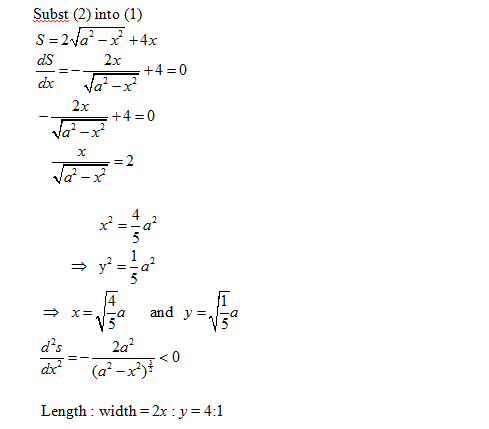 Subst (2) into (1)
S = 2√(a² − x²) + 4x
dS/dx = − 2x/√(a² − x²) + 4 = 0
− 2x/√(a² − x²) + 4 = 0
x/√(a² − x²) = 2
x² = 4/5 a²
⇒ y² = 1/5 a²
⇒ x = √(4/5) a and y = √(1/5) a
d²s/dx² = − 2a²/(a² − x²)^(3/2) < 0
Length : width = 2x : y = 4:1